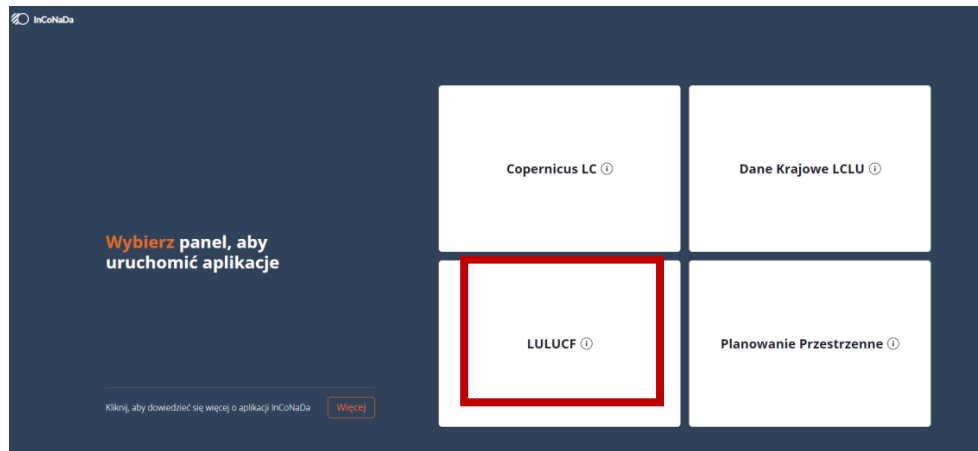 InCoNaDa
Copernicus LC
Dane Krajowe LCLU
Wybierz panel, aby
uruchomić aplikacje
LULUCF
Planowanie Przestrzenne
Kliknij, aby dowiedzieć się więcej o aplikacji InCoNaDa
Więcej